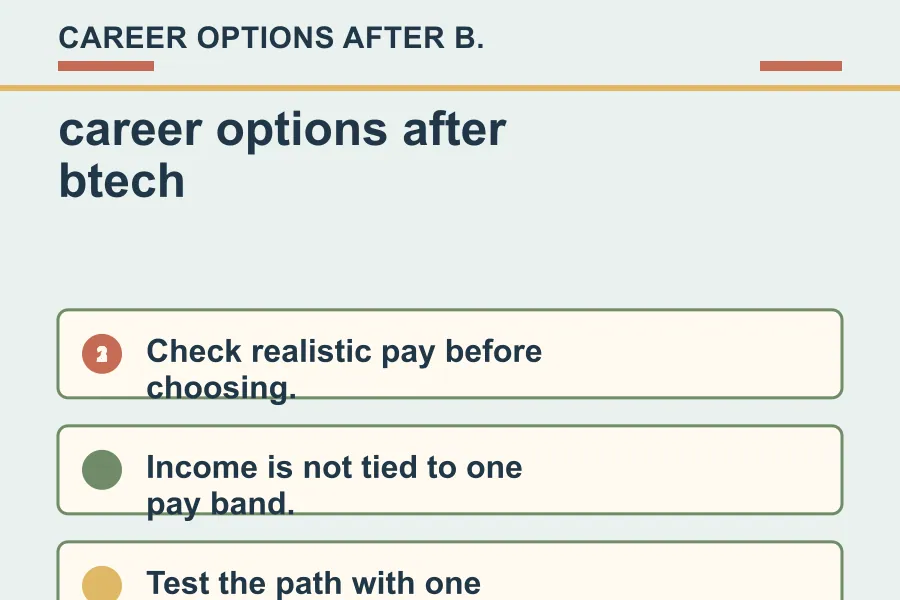 CAREER OPTIONS AFTER B.
career options after
btech
Check realistic pay before
choosing.
Income is not tied to one
pay band.
Test the path with one